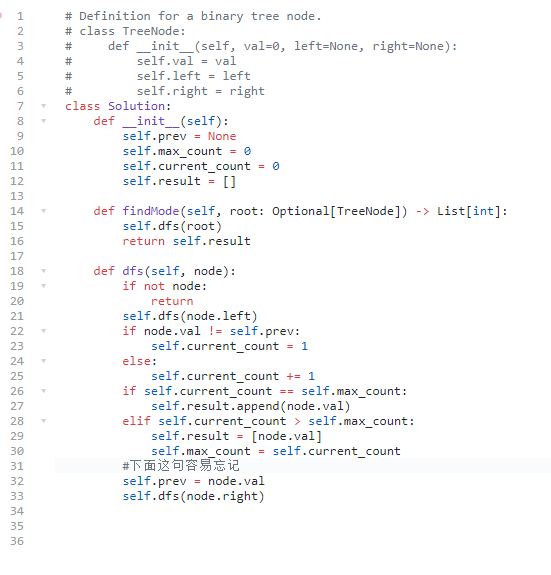 1 # Definition for a binary tree node.
2 # class TreeNode:
3 #     def __init__(self, val=0, left=None, right=None):
4 #         self.val = val
5 #         self.left = left
6 #         self.right = right
7 class Solution:
8     def __init__(self):
9         self.prev = None
10         self.max_count = 0
11         self.current_count = 0
12         self.result = []
13
14     def findMode(self, root: Optional[TreeNode]) -> List[int]:
15         self.dfs(root)
16         return self.result
17
18     def dfs(self, node):
19         if not node:
20             return
21         self.dfs(node.left)
22         if node.val != self.prev:
23             self.current_count = 1
24         else:
25             self.current_count += 1
26         if self.current_count == self.max_count:
27             self.result.append(node.val)
28         elif self.current_count > self.max_count:
29             self.result = [node.val]
30             self.max_count = self.current_count
31         #下面这句容易忘记
32         self.prev = node.val
33         self.dfs(node.right)
34
35
36